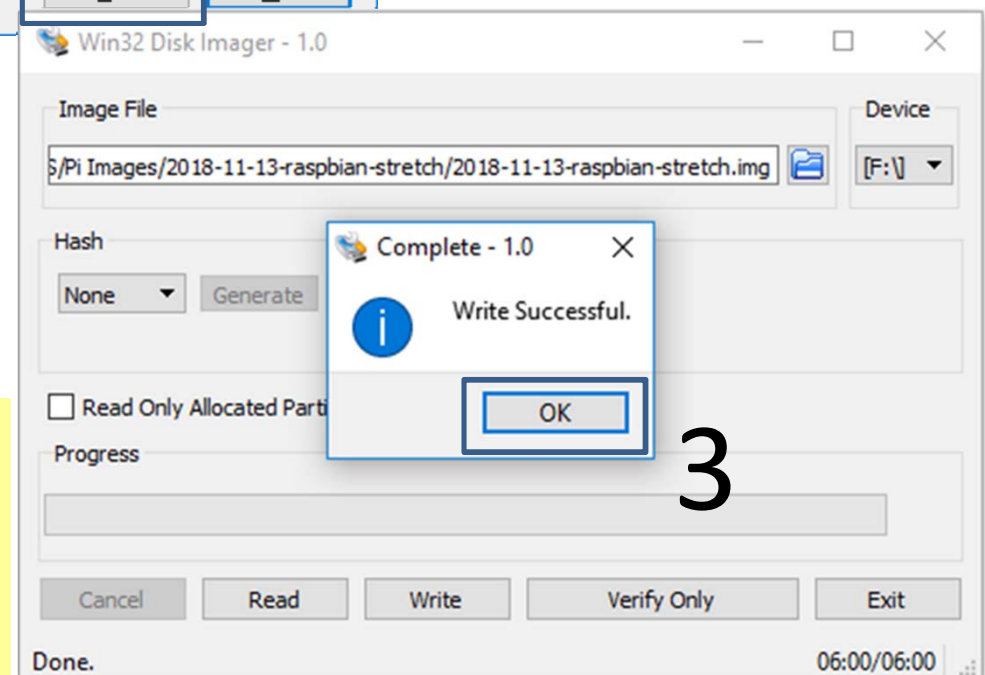 Win32 Disk Imager - 1.0
Image File
Device
S/Pi Images/2018-11-13-raspbian-stretch/2018-11-13-raspbian-stretch.img
[F:\]
Hash
Complete - 1.0
None
Generate
Write Successful.
Read Only Allocated Parti
OK
3
Progress
Cancel
Read
Write
Verify Only
Exit
Done.
06:00/06:00